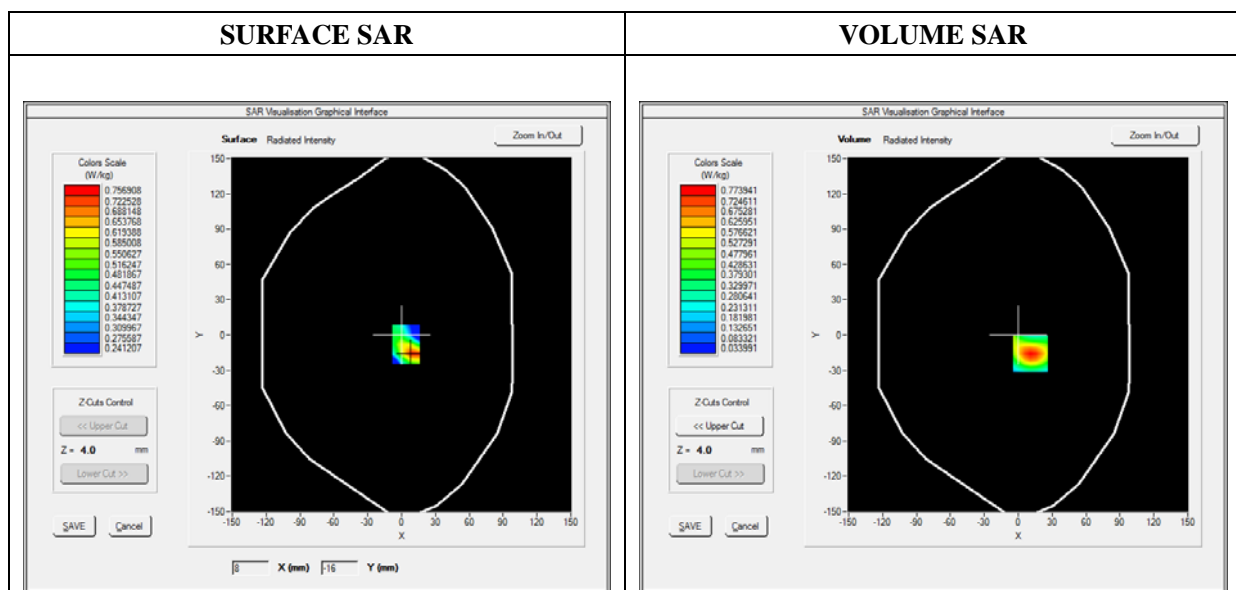 SURFACE SAR
VOLUME SAR
SAR Visualisation Graphical Interface
Surface Radiated Intensity
Zoom In/Out
Colors Scale
(W/kg)
0.756908
0.722528
0.688148
0.653768
0.619388
0.585008
0.550627
0.516247
0.481867
0.447487
0.413107
0.378727
0.344347
0.309967
0.275587
0.241207
Z-Cuts Control
<< Upper Cut
Z = 4.0 mm
Lower Cut >>
SAVE Cancel
150
120
90
60
30
0
-30
-60
-90
-120
-150
Y
-150 -120 -90 -60 -30 0 30 60 90 120 150
X
8 X (mm) -16 Y (mm)
SAR Visualisation Graphical Interface
Volume Radiated Intensity
Zoom In/Out
Colors Scale
(W/kg)
0.773941
0.724611
0.675281
0.625951
0.576621
0.527291
0.477961
0.428631
0.379301
0.329971
0.280641
0.231311
0.181981
0.132651
0.083321
0.033991
Z-Cuts Control
<< Upper Cut
Z = 4.0 mm
Lower Cut >>
SAVE Cancel
150
120
90
60
30
0
-30
-60
-90
-120
-150
Y
-150 -120 -90 -60 -30 0 30 60 90 120 150
X